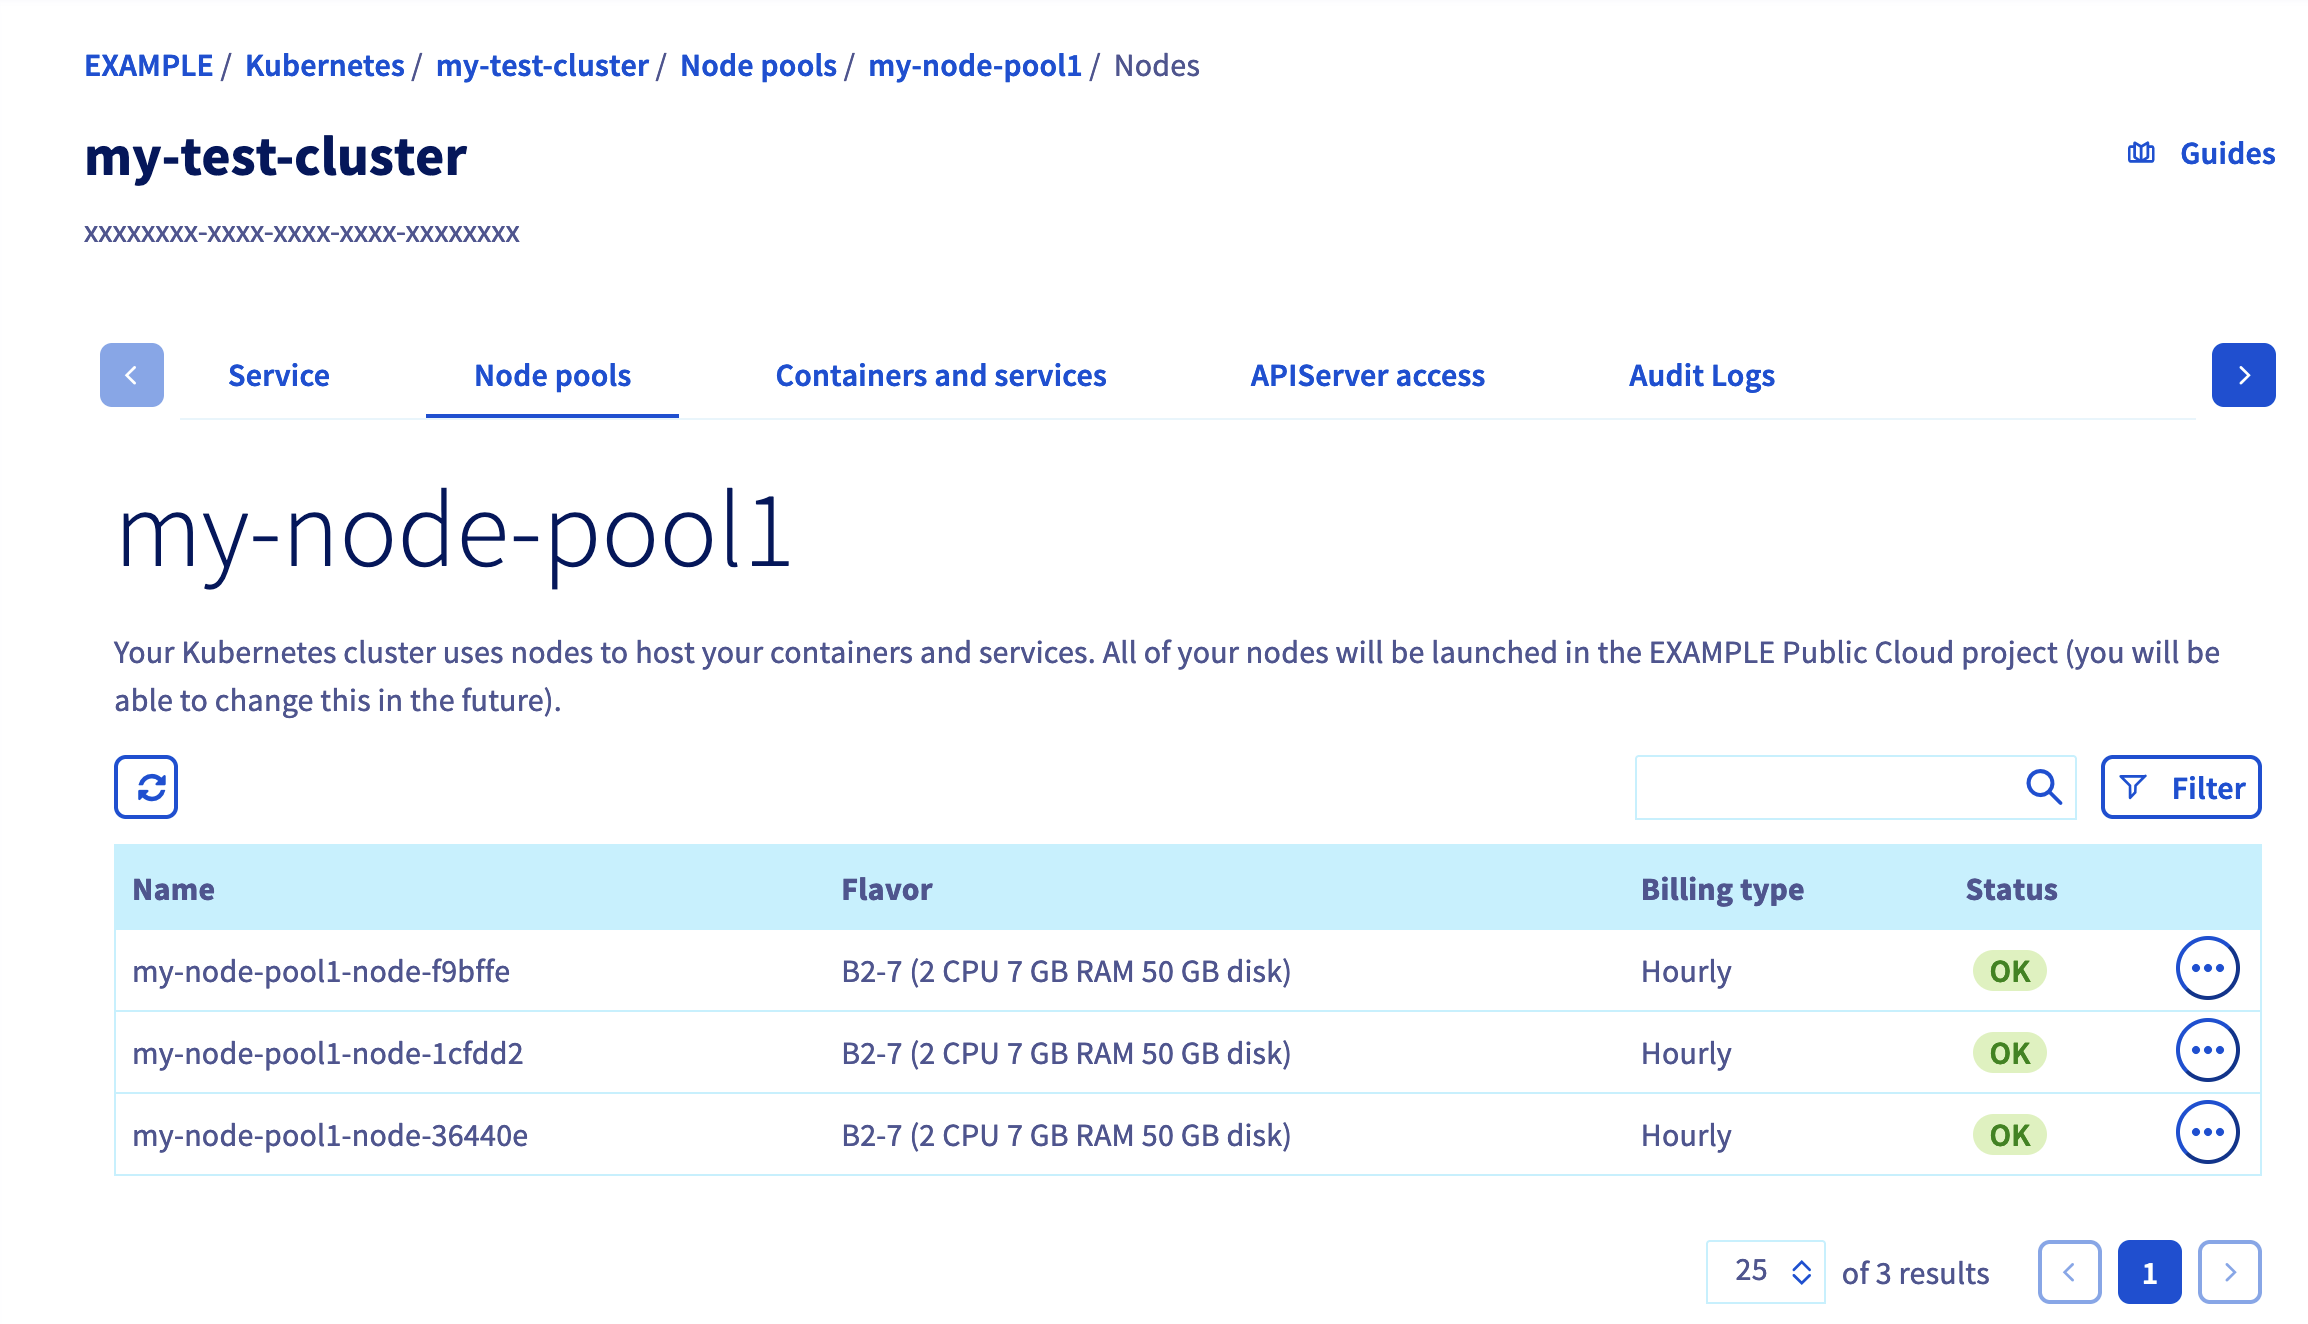 EXAMPLE / Kubernetes / my-test-cluster / Node pools / my-node-pool1 / Nodes
my-test-cluster
Guides
xxxxxxxx-xxxx-xxxx-xxxx-xxxxxxxx
Service Node pools Containers and services APIServer access Audit Logs
my-node-pool1
Your Kubernetes cluster uses nodes to host your containers and services. All of your nodes will be launched in the EXAMPLE Public Cloud project (you will be
able to change this in the future).
Filter
Name Flavor Billing type Status
my-node-pool1-node-f9bffe B2-7 (2 CPU 7 GB RAM 50 GB disk) Hourly OK
my-node-pool1-node-1cfdd2 B2-7 (2 CPU 7 GB RAM 50 GB disk) Hourly OK
my-node-pool1-node-36440e B2-7 (2 CPU 7 GB RAM 50 GB disk) Hourly OK
25 of 3 results 1